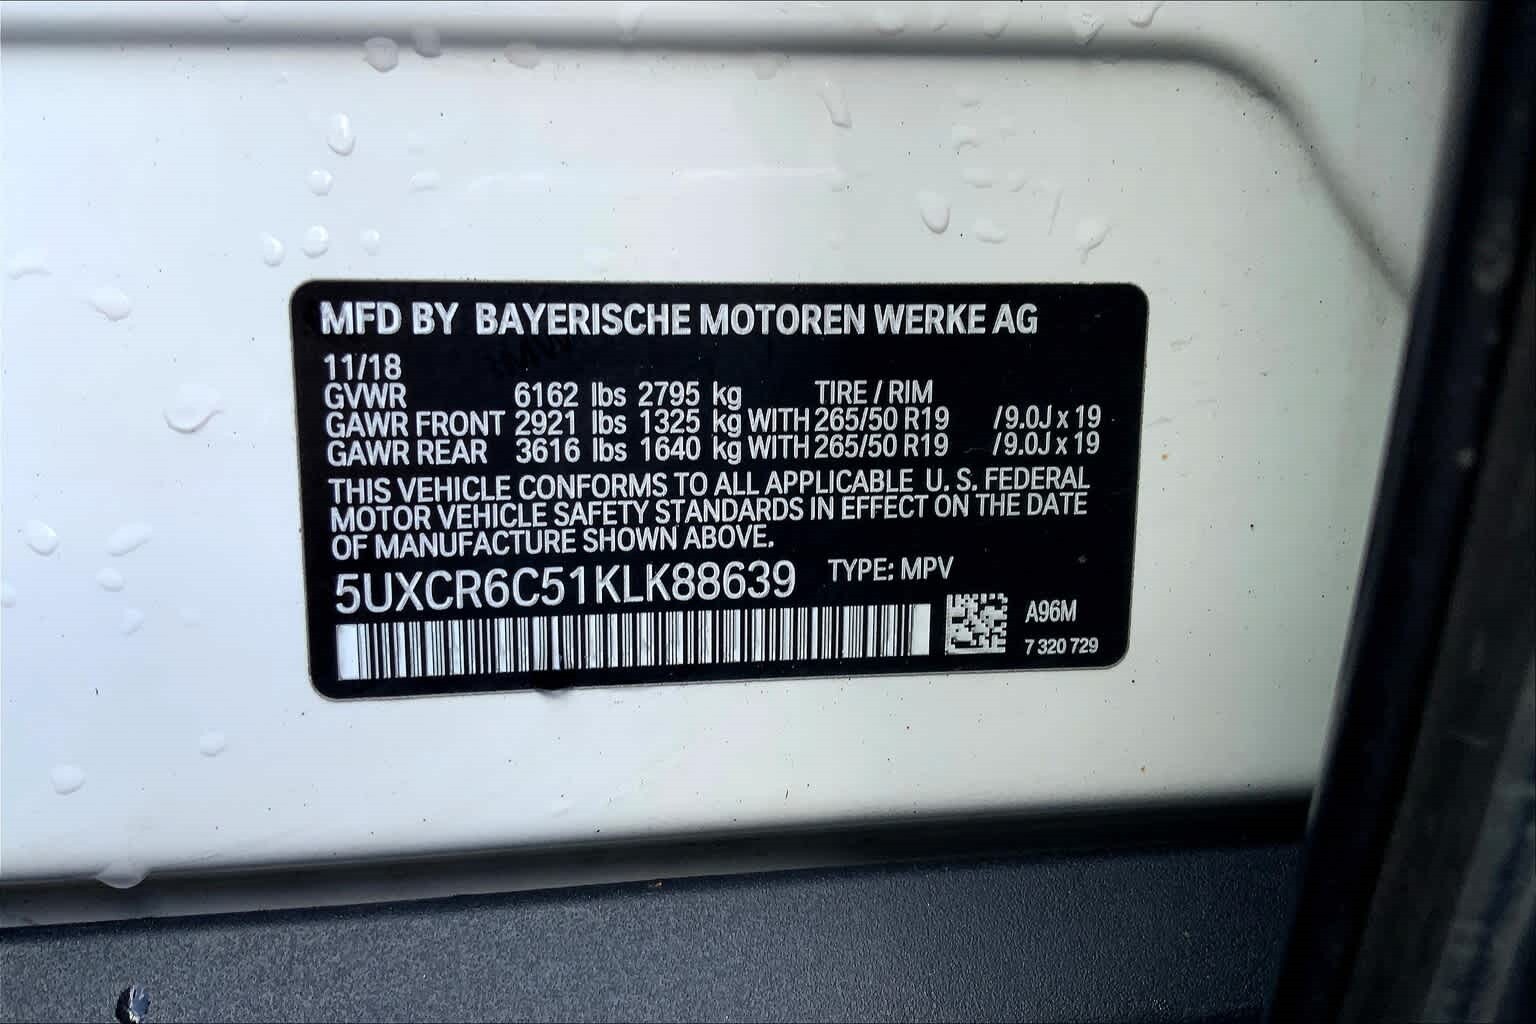 MFD BY BAYERISCHE MOTOREN WERKE AG
11/18
GVWR 6162 lbs 2795 kg TIRE / RIM
GAWR FRONT 2921 lbs 1325 kg WITH 265/50 R19 / 9.0J x 19
GAWR REAR 3616 lbs 1640 kg WITH 265/50 R19 / 9.0J x 19
THIS VEHICLE CONFORMS TO ALL APPLICABLE U. S. FEDERAL
MOTOR VEHICLE SAFETY STANDARDS IN EFFECT ON THE DATE
OF MANUFACTURE SHOWN ABOVE.
5UXCR6C51KLK88639 TYPE: MPV
A96M
7 320 729